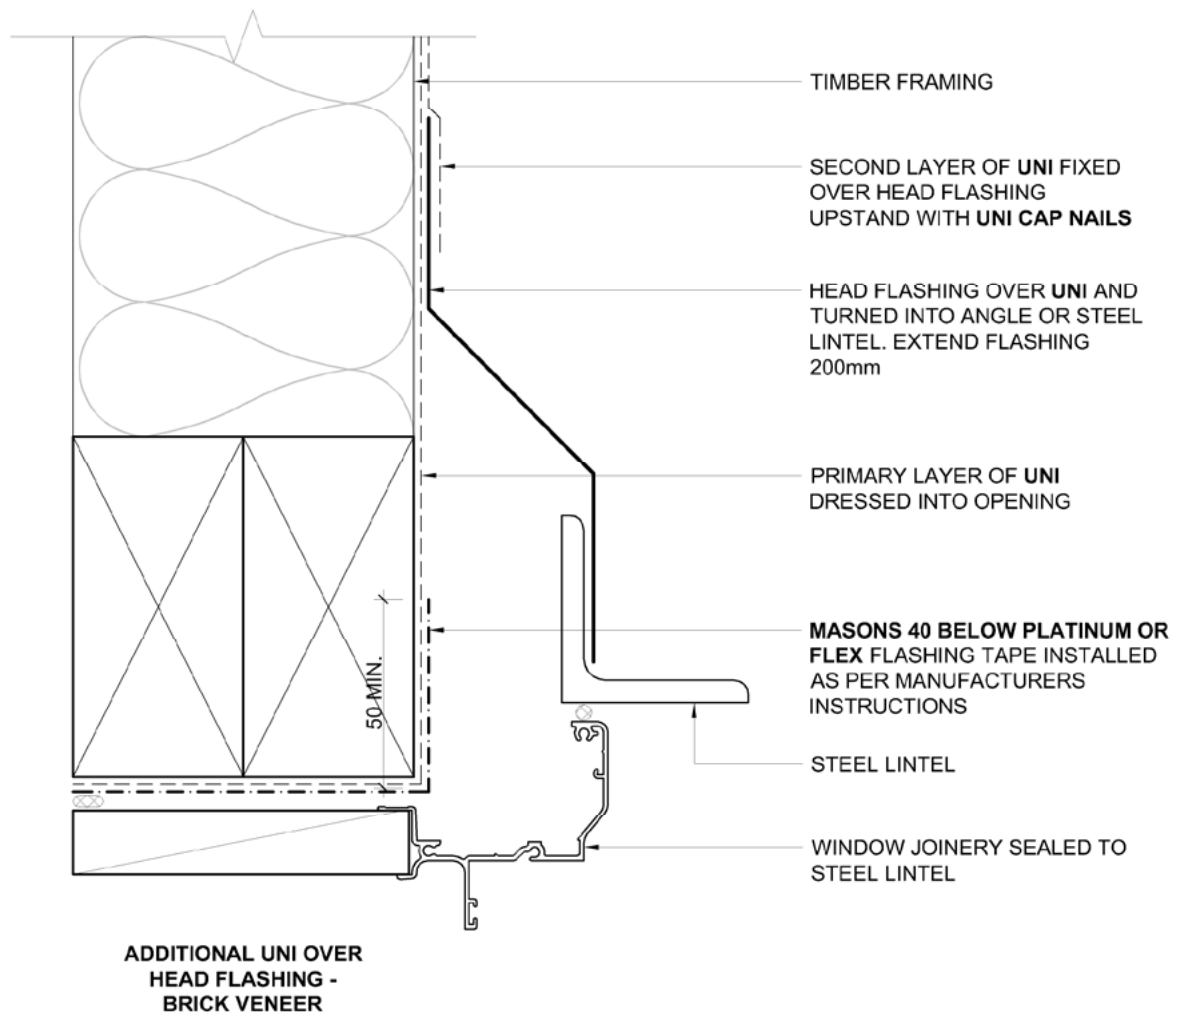 TIMBER FRAMING
SECOND LAYER OF UNI FIXED
OVER HEAD FLASHING
UPSTAND WITH UNI CAP NAILS
HEAD FLASHING OVER UNI AND
TURNED INTO ANGLE OR STEEL
LINTEL. EXTEND FLASHING
200mm
PRIMARY LAYER OF UNI
DRESSED INTO OPENING
50 MIN.
MASONS 40 BELOW PLATINUM OR
FLEX FLASHING TAPE INSTALLED
AS PER MANUFACTURERS
INSTRUCTIONS
STEEL LINTEL
WINDOW JOINERY SEALED TO
STEEL LINTEL
ADDITIONAL UNI OVER
HEAD FLASHING -
BRICK VENEER